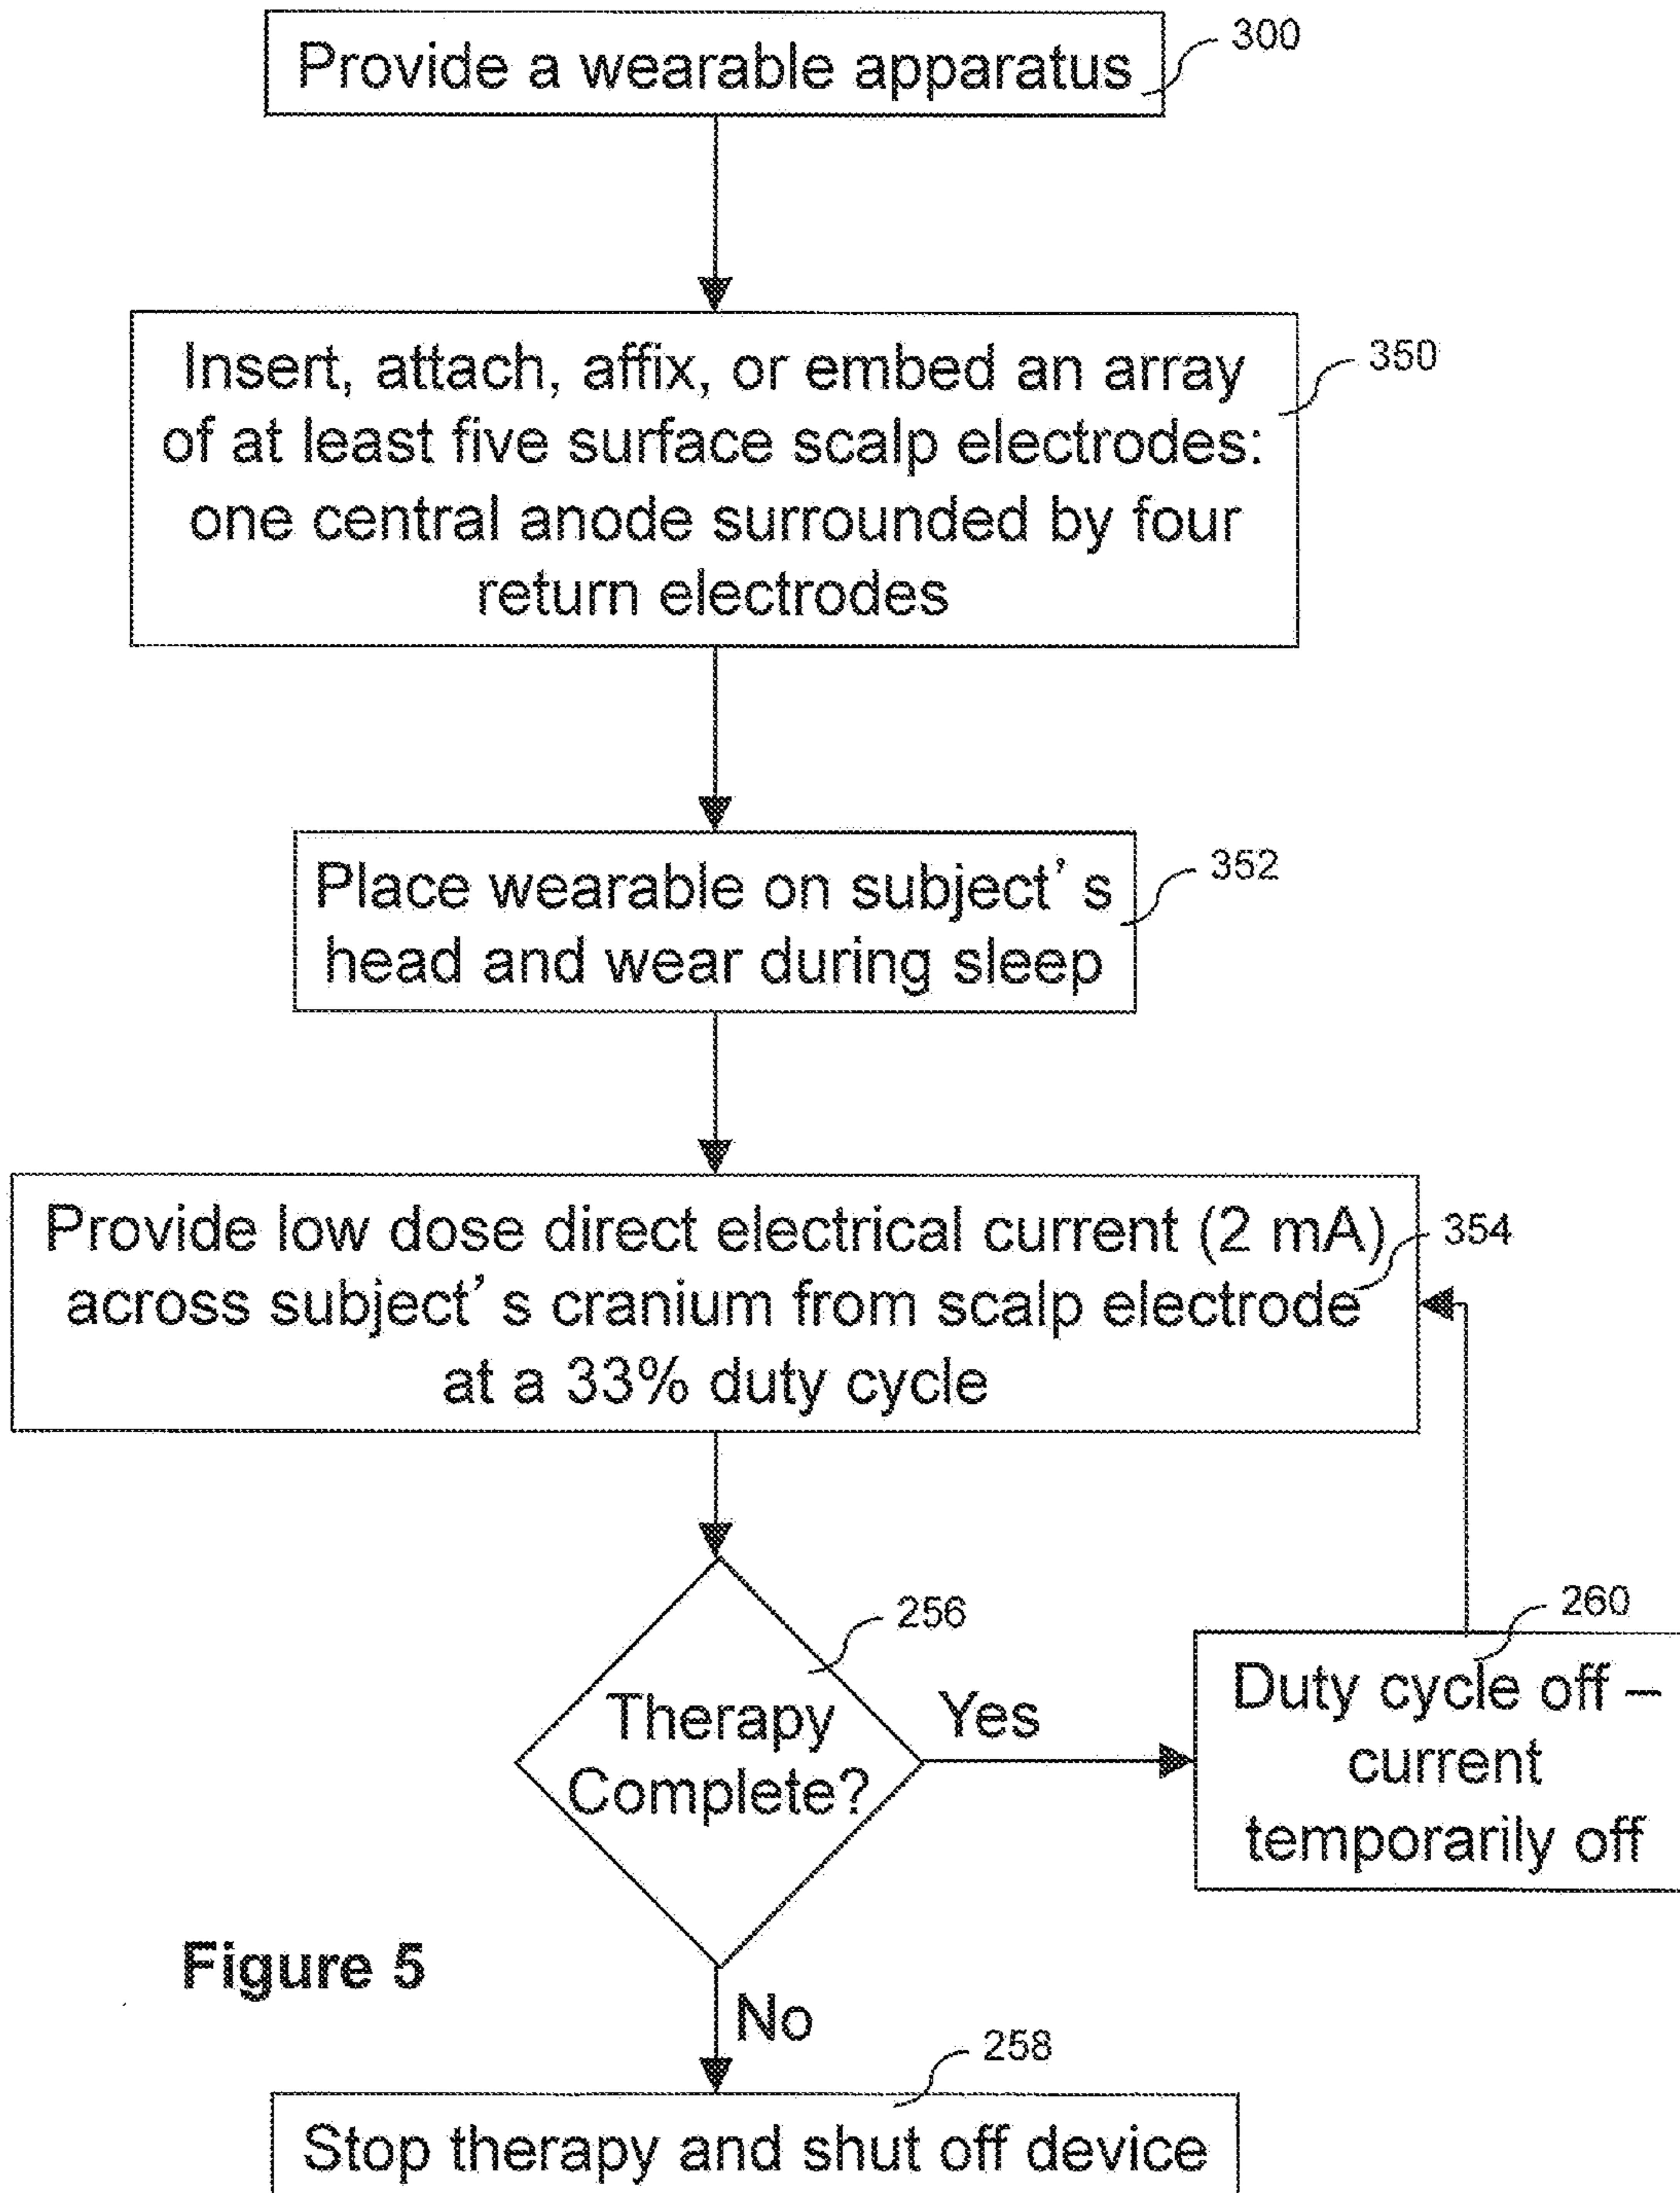 Provide a wearable apparatus
300
Insert, attach, affix, or embed an array
of at least five surface scalp electrodes:
one central anode surrounded by four
return electrodes
350
Place wearable on subject's
head and wear during sleep
352
Provide low dose direct electrical current (2 mA)
across subject's cranium from scalp electrode
at a 33% duty cycle
354
Therapy
Complete?
256
Yes
Duty cycle off –
current
temporarily off
260
No
Figure 5
Stop therapy and shut off device
258